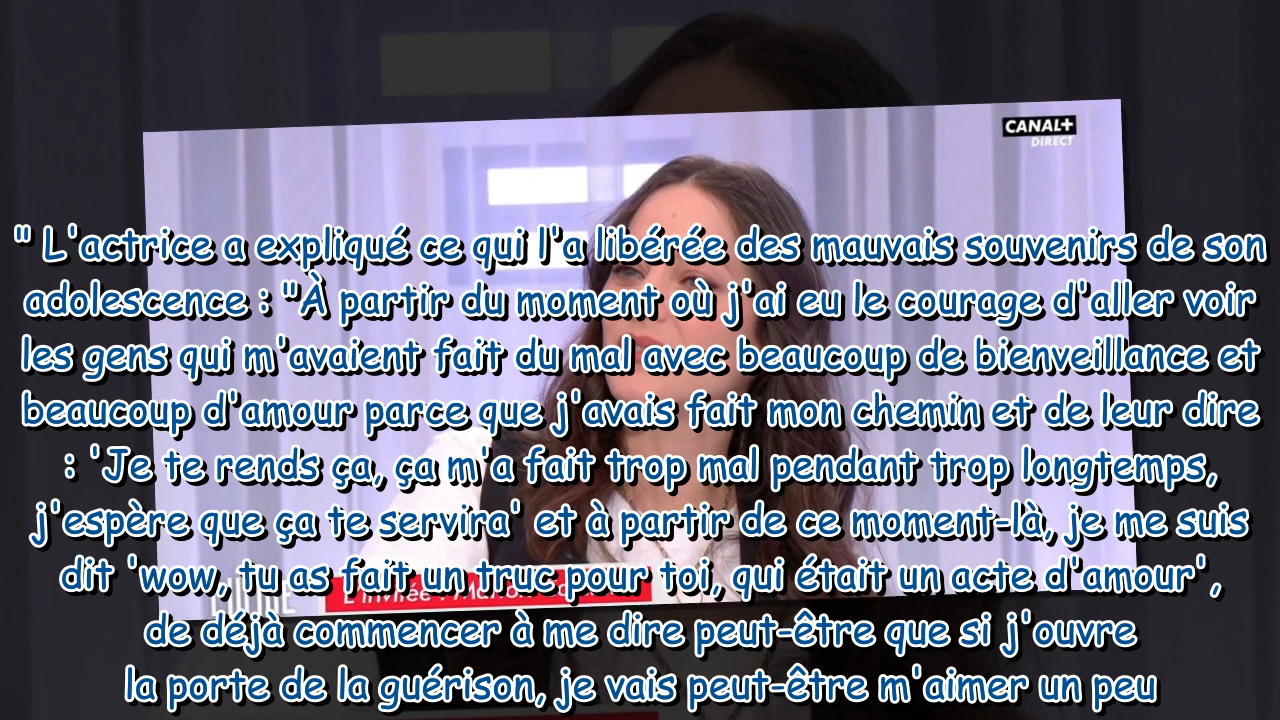 CANAL+
DIRECT
" L'actrice a expliqué ce qui l'a libérée des mauvais souvenirs de son
adolescence : "À partir du moment où j'ai eu le courage d'aller voir
les gens qui m'avaient fait du mal avec beaucoup de bienveillance et
beaucoup d'amour parce que j'avais fait mon chemin et de leur dire
: 'Je te rends ça, ça m'a fait trop mal pendant trop longtemps,
j'espère que ça te servira' et à partir de ce moment-là, je me suis
dit 'wow, tu as fait un truc pour toi, qui était un acte d'amour',
L'invitée :
de déjà commencer à me dire peut-être que si j'ouvre
la porte de la guérison, je vais peut-être m'aimer un peu